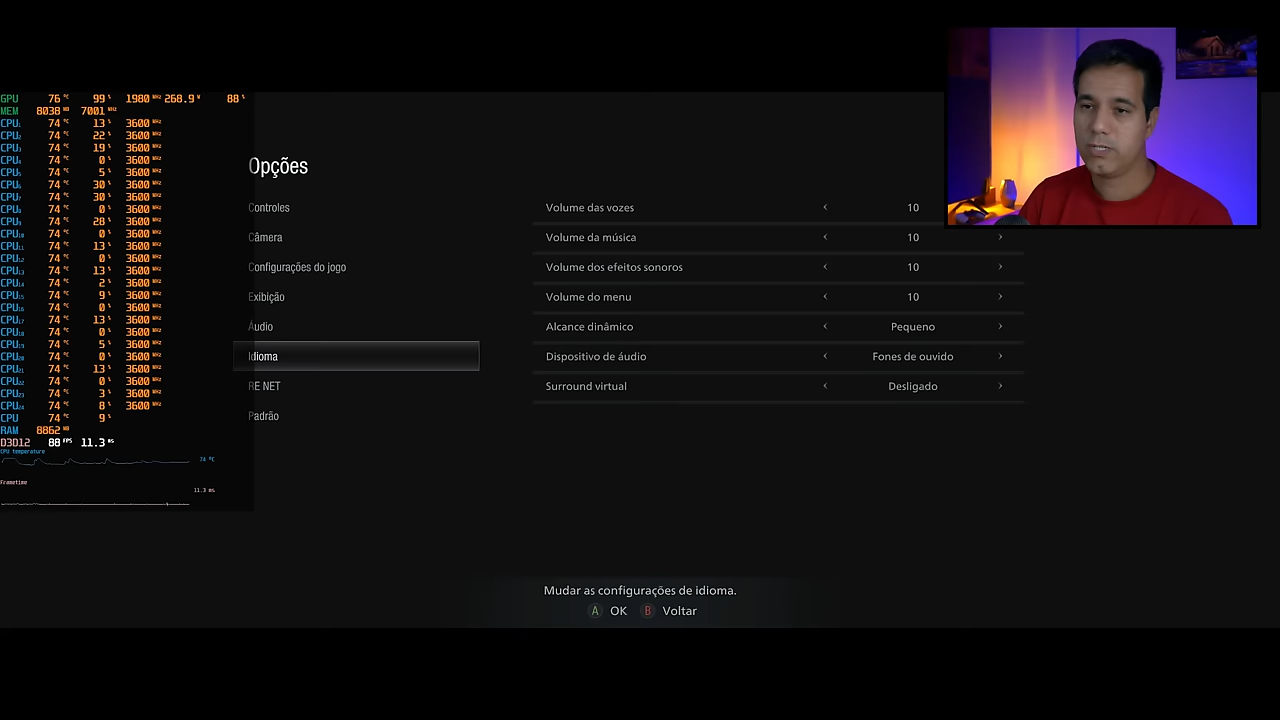 GPU 76 °C 99 % 1980 MHz 268.9 W 88 %
MEM 8038 MB 7001 MHz
CPU1 74 °C 13 % 3600 MHz
CPU2 74 °C 22 % 3600 MHz
CPU3 74 °C 19 % 3600 MHz
CPU4 74 °C 0 % 3600 MHz
CPU5 74 °C 5 % 3600 MHz
CPU6 74 °C 30 % 3600 MHz
CPU7 74 °C 30 % 3600 MHz
CPU8 74 °C 0 % 3600 MHz
CPU9 74 °C 28 % 3600 MHz
CPU10 74 °C 0 % 3600 MHz
CPU11 74 °C 13 % 3600 MHz
CPU12 74 °C 0 % 3600 MHz
CPU13 74 °C 13 % 3600 MHz
CPU14 74 °C 2 % 3600 MHz
CPU15 74 °C 9 % 3600 MHz
CPU16 74 °C 0 % 3600 MHz
CPU17 74 °C 13 % 3600 MHz
CPU18 74 °C 0 % 3600 MHz
CPU19 74 °C 5 % 3600 MHz
CPU20 74 °C 0 % 3600 MHz
CPU21 74 °C 13 % 3600 MHz
CPU22 74 °C 0 % 3600 MHz
CPU23 74 °C 3 % 3600 MHz
CPU24 74 °C 8 % 3600 MHz
CPU 74 °C 9 %
RAM 8862 MB
D3D12 88 FPS 11.3 ms
CPU temperature
74 °C
Frametime
11.3 ms
Opções
Controles
Câmera
Configurações do jogo
Exibição
Áudio
Idioma
RE NET
Padrão
Volume das vozes ‹ 10
Volume da música ‹ 10 ›
Volume dos efeitos sonoros ‹ 10 ›
Volume do menu ‹ 10 ›
Alcance dinâmico ‹ Pequeno ›
Dispositivo de áudio ‹ Fones de ouvido ›
Surround virtual ‹ Desligado ›
Mudar as configurações de idioma.
A OK B Voltar